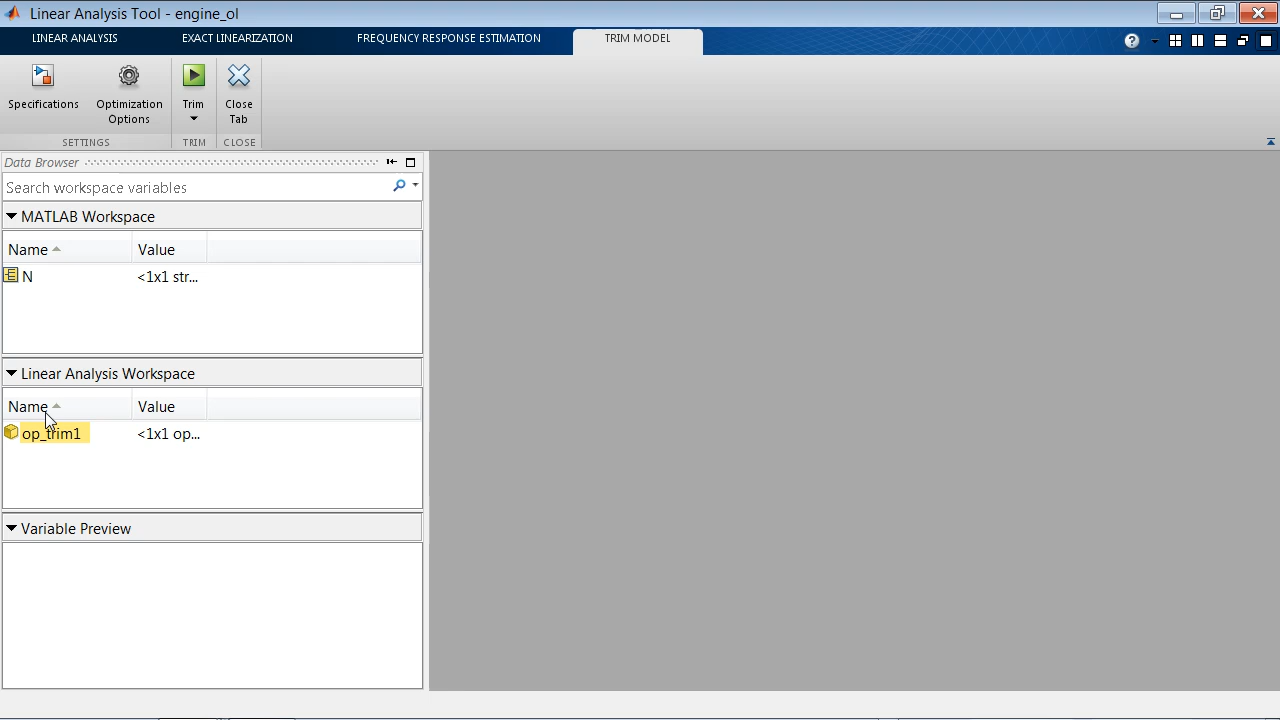 Linear Analysis Tool - engine_ol
LINEAR ANALYSIS
EXACT LINEARIZATION
FREQUENCY RESPONSE ESTIMATION
TRIM MODEL
?
Specifications
Optimization
Options
Trim
Close
Tab
SETTINGS
TRIM
CLOSE
Data Browser
Search workspace variables
MATLAB Workspace
Name
Value
N
<1x1 str...
Linear Analysis Workspace
Name
Value
op_trim1
<1x1 op...
Variable Preview